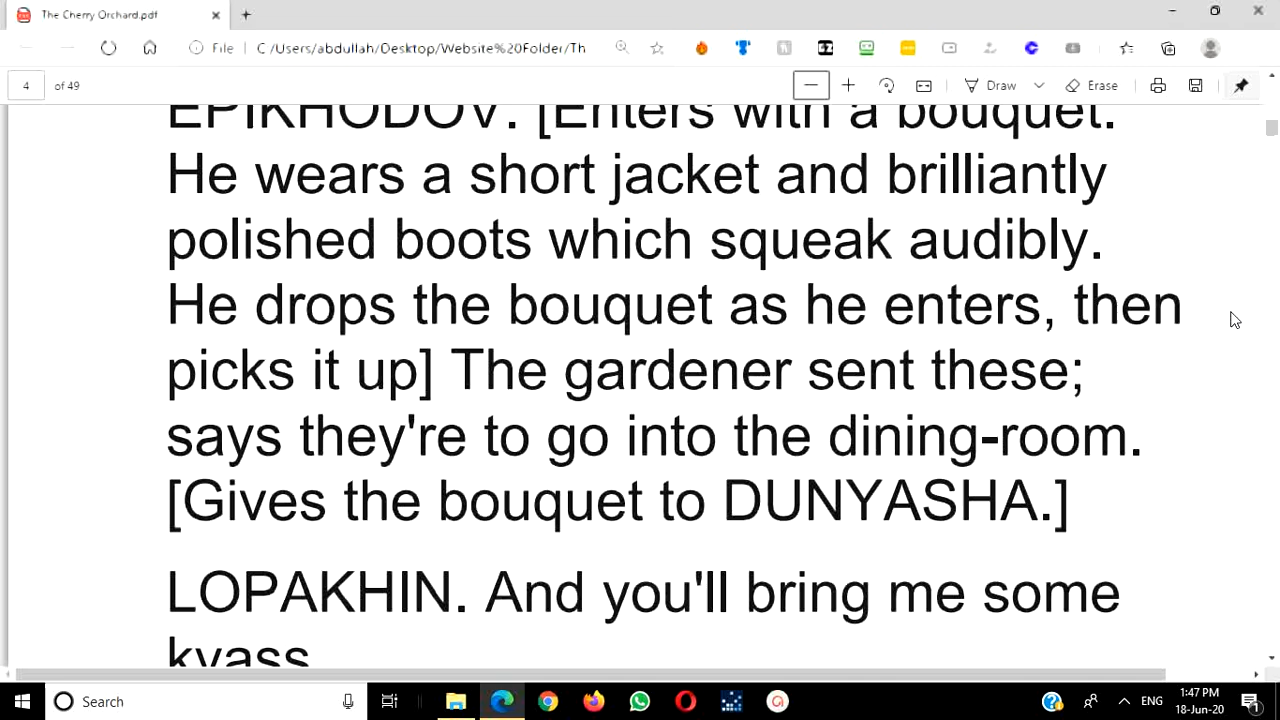 The Cherry Orchard.pdf
File C:/Users/abdullah/Desktop/Website%20Folder/Th
4 of 49 Draw Erase
EPIKHODOV. [Enters with a bouquet.
He wears a short jacket and brilliantly
polished boots which squeak audibly.
He drops the bouquet as he enters, then
picks it up] The gardener sent these;
says they're to go into the dining-room.
[Gives the bouquet to DUNYASHA.]
LOPAKHIN. And you'll bring me some
kvass.
Search ENG 1:47 PM
18-Jun-20